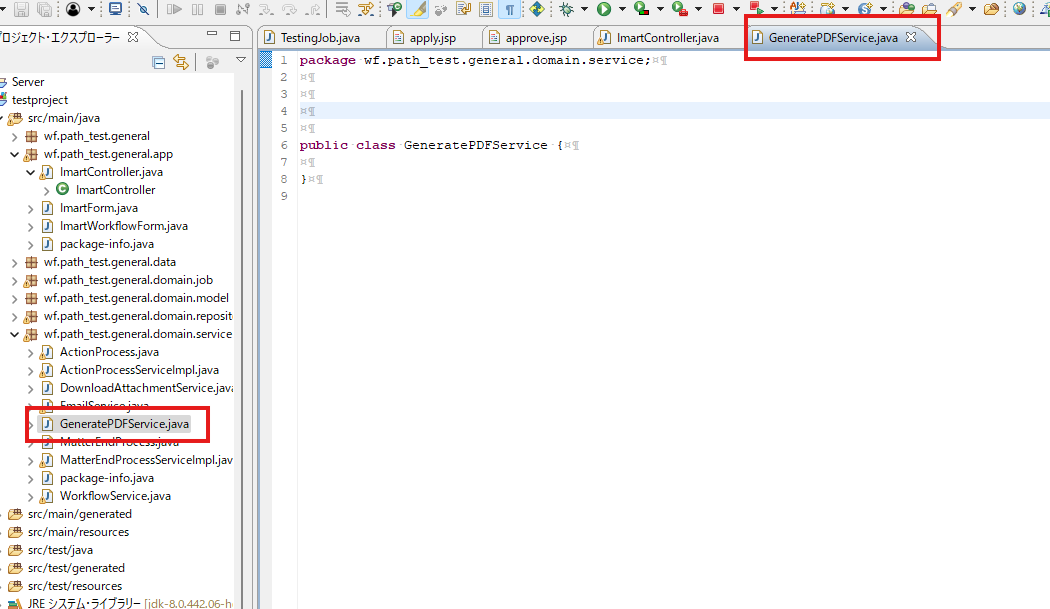 プロジェクト・エクスプローラー
TestingJob.java
apply.jsp
approve.jsp
ImartController.java
GeneratePDFService.java
Server
testproject
src/main/java
wf.path_test.general
wf.path_test.general.app
ImartController.java
ImartController
ImartForm.java
ImartWorkflowForm.java
package-info.java
wf.path_test.general.data
wf.path_test.general.domain.job
wf.path_test.general.domain.model
wf.path_test.general.domain.reposit
wf.path_test.general.domain.service
ActionProcess.java
ActionProcessServiceImpl.java
DownloadAttachmentService.java
EmailService.java
GeneratePDFService.java
MatterEndProcess.java
MatterEndProcessServiceImpl.jav
package-info.java
WorkflowService.java
src/main/generated
src/main/resources
src/test/java
src/test/generated
src/test/resources
JRE システム・ライブラリー [jdk-8.0.442.06-h
1 package wf.path_test.general.domain.service;¤¶
2 ¤¶
3 ¤¶
4 ¤¶
5 ¤¶
6 public class GeneratePDFService {¤¶
7 ¤¶
8 }¤¶
9